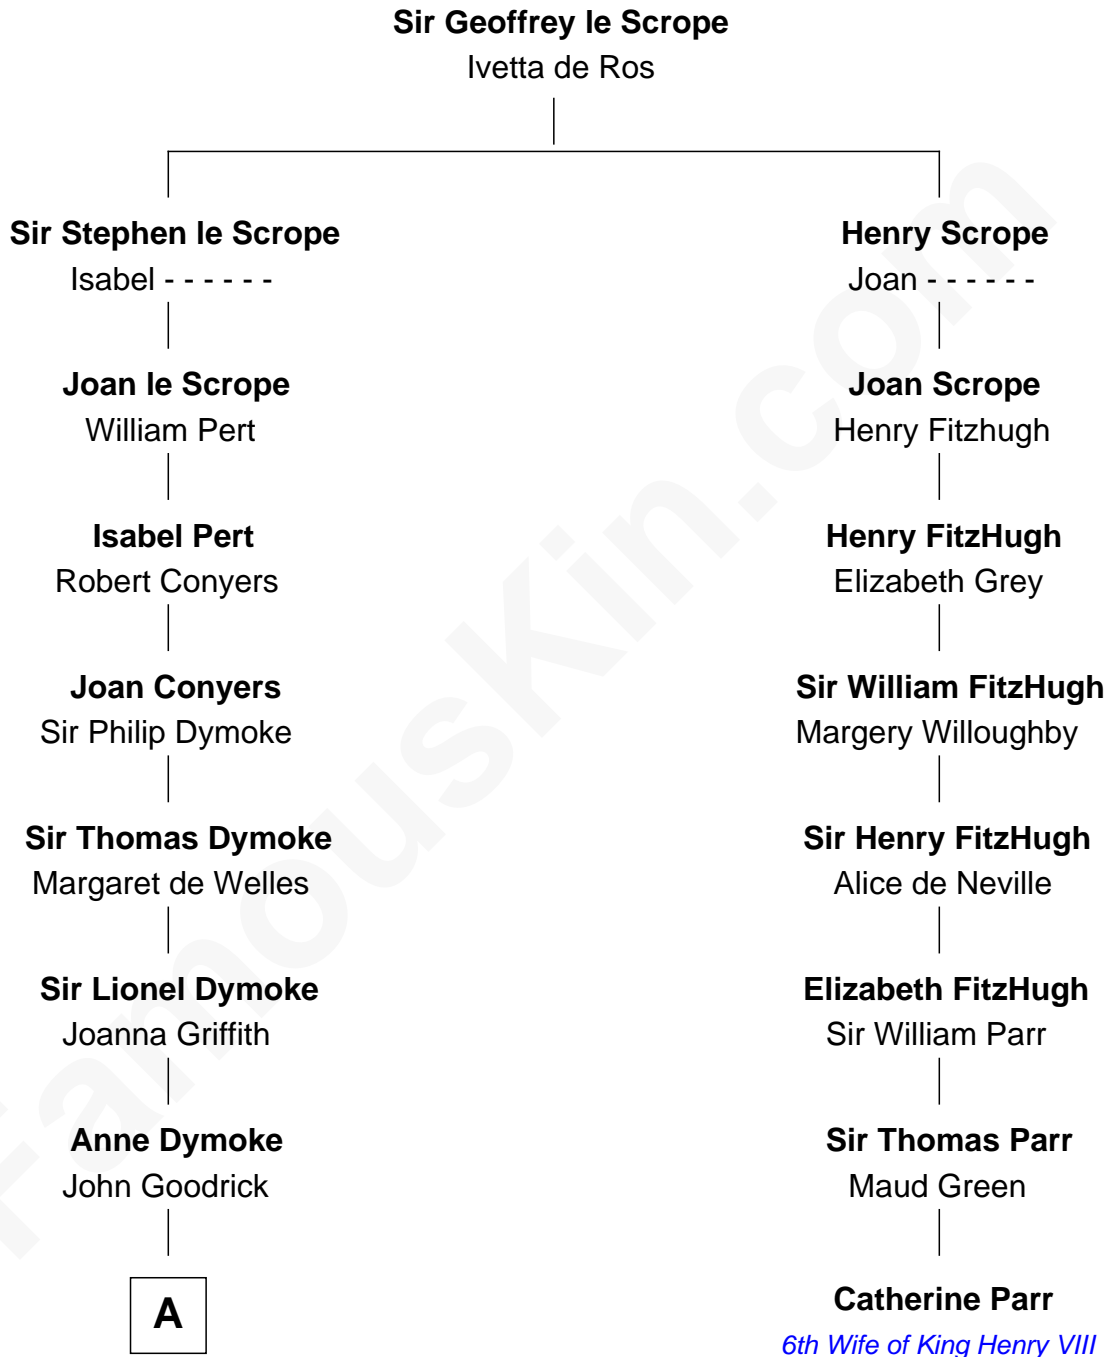 Sir Geoffrey le Scrope
Ivetta de Ros
Sir Stephen le Scrope
Isabel - - - - - -
Joan le Scrope
William Pert
Isabel Pert
Robert Conyers
Joan Conyers
Sir Philip Dymoke
Sir Thomas Dymoke
Margaret de Welles
Sir Lionel Dymoke
Joanna Griffith
Anne Dymoke
John Goodrick
A
Henry Scrope
Joan - - - - - -
Joan Scrope
Henry Fitzhugh
Henry FitzHugh
Elizabeth Grey
Sir William FitzHugh
Margery Willoughby
Sir Henry FitzHugh
Alice de Neville
Elizabeth FitzHugh
Sir William Parr
Sir Thomas Parr
Maud Green
Catherine Parr
6th Wife of King Henry VIII
FamousKin.com